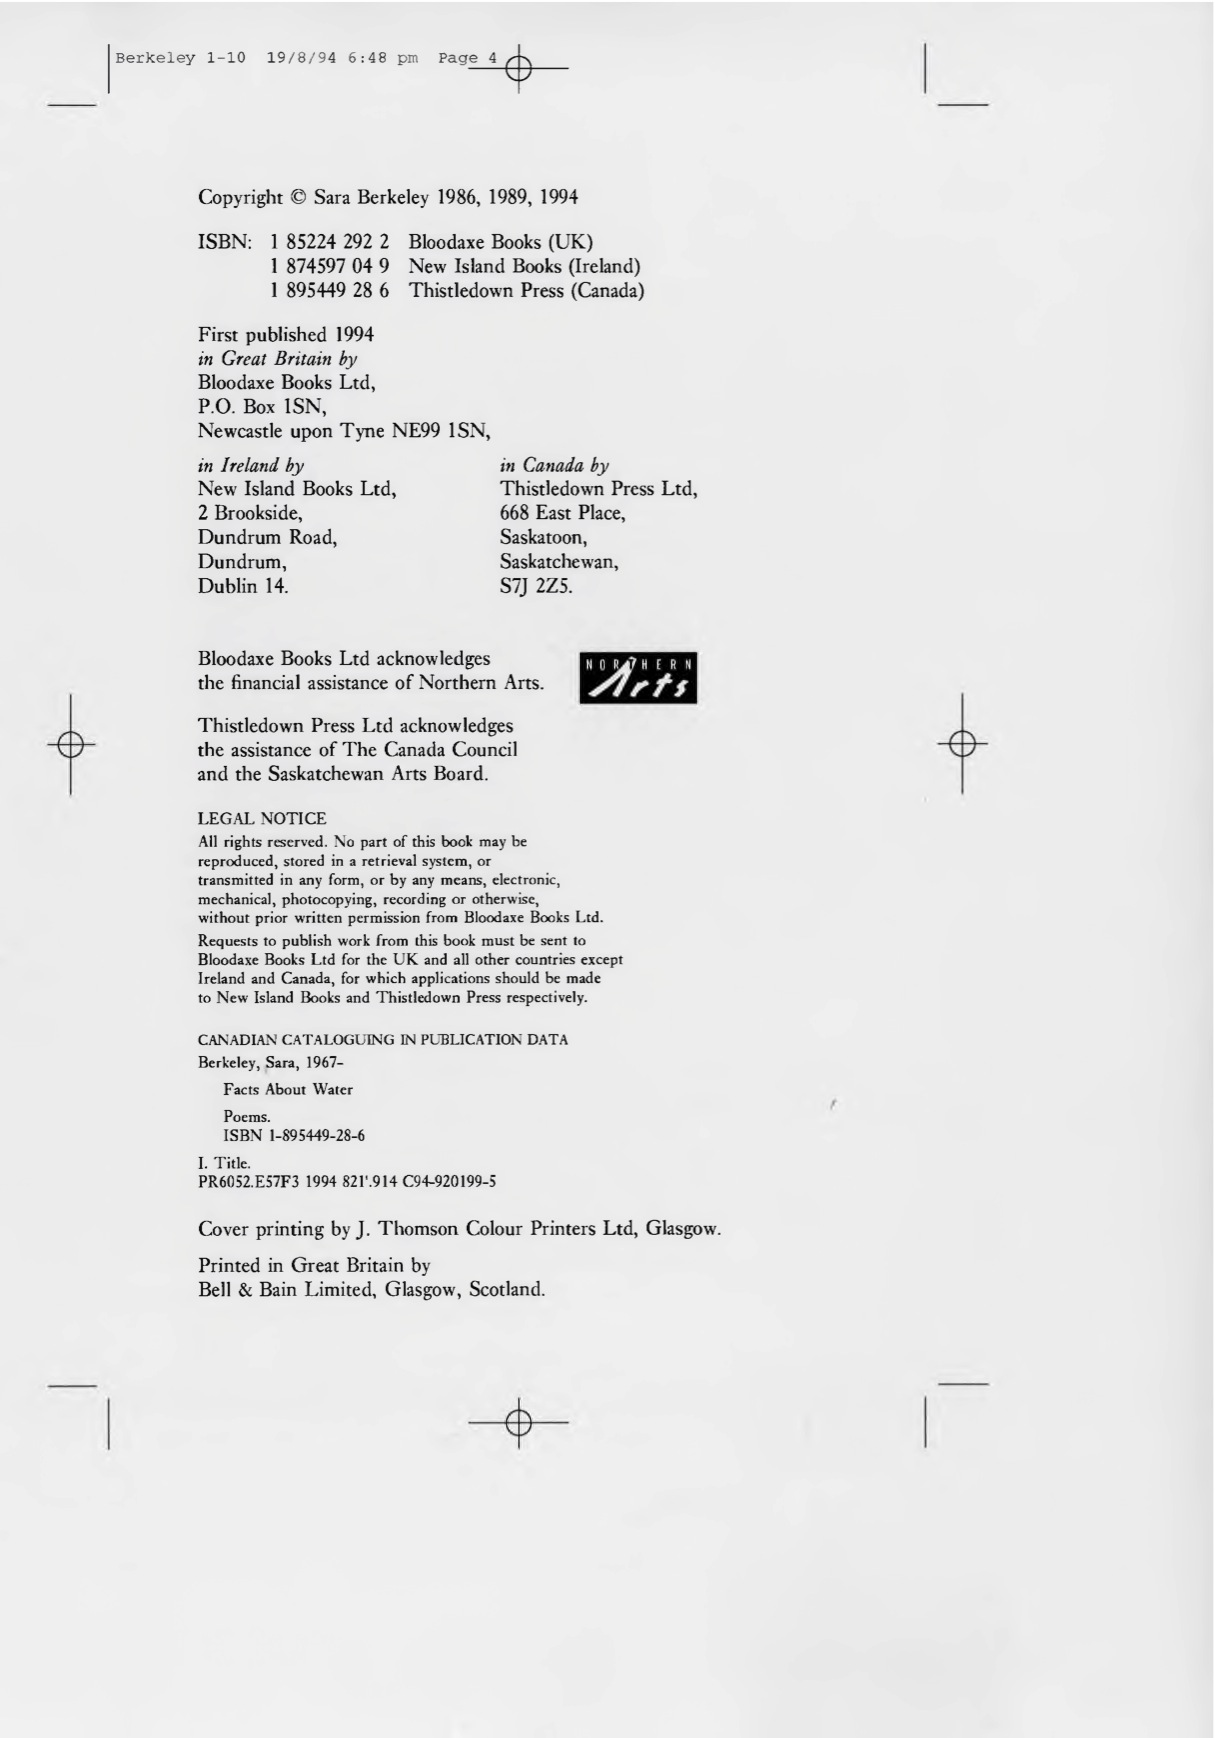 Berkeley 1-10 19/8/94 6:48 pm Page 4
Copyright © Sara Berkeley 1986, 1989, 1994
ISBN: 1 85224 292 2 Bloodaxe Books (UK)
1 874597 04 9 New Island Books (Ireland)
1 895449 28 6 Thistledown Press (Canada)
First published 1994
in Great Britain by
Bloodaxe Books Ltd,
P.O. Box 1SN,
Newcastle upon Tyne NE99 1SN,
in Ireland by
New Island Books Ltd,
2 Brookside,
Dundrum Road,
Dundrum,
Dublin 14.
in Canada by
Thistledown Press Ltd,
668 East Place,
Saskatoon,
Saskatchewan,
S7J 2Z5.
Bloodaxe Books Ltd acknowledges
the financial assistance of Northern Arts.
NORTHERN
Arts
Thistledown Press Ltd acknowledges
the assistance of The Canada Council
and the Saskatchewan Arts Board.
LEGAL NOTICE
All rights reserved. No part of this book may be
reproduced, stored in a retrieval system, or
transmitted in any form, or by any means, electronic,
mechanical, photocopying, recording or otherwise,
without prior written permission from Bloodaxe Books Ltd.
Requests to publish work from this book must be sent to
Bloodaxe Books Ltd for the UK and all other countries except
Ireland and Canada, for which applications should be made
to New Island Books and Thistledown Press respectively.
CANADIAN CATALOGUING IN PUBLICATION DATA
Berkeley, Sara, 1967-
Facts About Water
Poems.
ISBN 1-895449-28-6
I. Title.
PR6052.E57F3 1994 821'.914 C94-920199-5
Cover printing by J. Thomson Colour Printers Ltd, Glasgow.
Printed in Great Britain by
Bell & Bain Limited, Glasgow, Scotland.